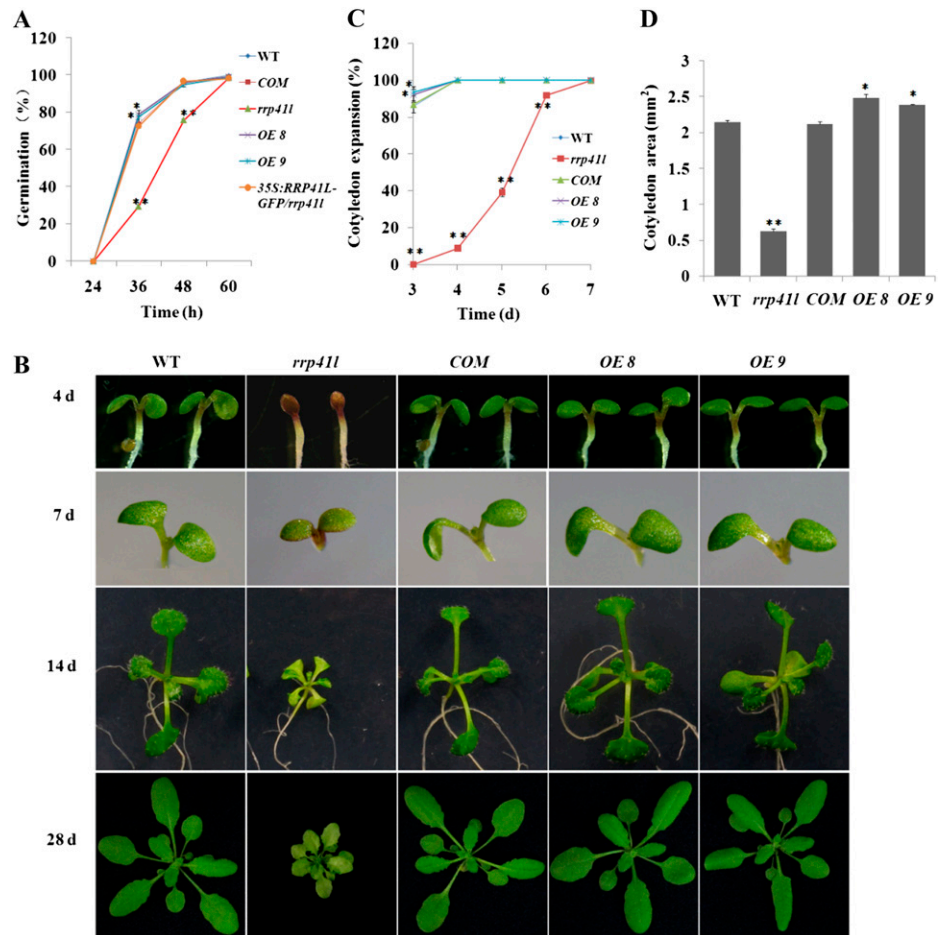 A
Germination (%)
120
100
80
60
40
20
0
24 36 48 60
Time (h)
*
*
**
**
WT
COM
rrp41l
OE 8
OE 9
35S:RRP41L-
GFP/rrp41l
C
Cotyledon expansion (%)
120
100
80
60
40
20
0
3 4 5 6 7
Time (d)
*
*
**
**
**
**
WT
rrp41l
COM
OE 8
OE 9
D
Cotyledon area (mm²)
3
2.5
2
1.5
1
0.5
0
**
*
*
WT rrp41l COM OE 8 OE 9
B
WT rrp41l COM OE 8 OE 9
4 d
7 d
14 d
28 d